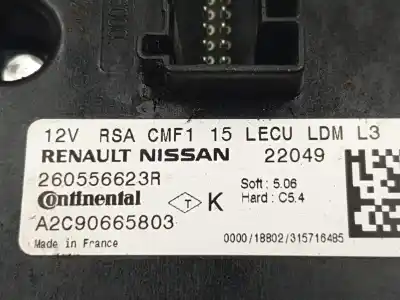 12V RSA CMF1 15 LECU LDM L3
RENAULT NISSAN 22049
260556623R Soft : 5.06
Continental T K Hard : C5.4
A2C90665803
Made in France 0000/18802/315716485